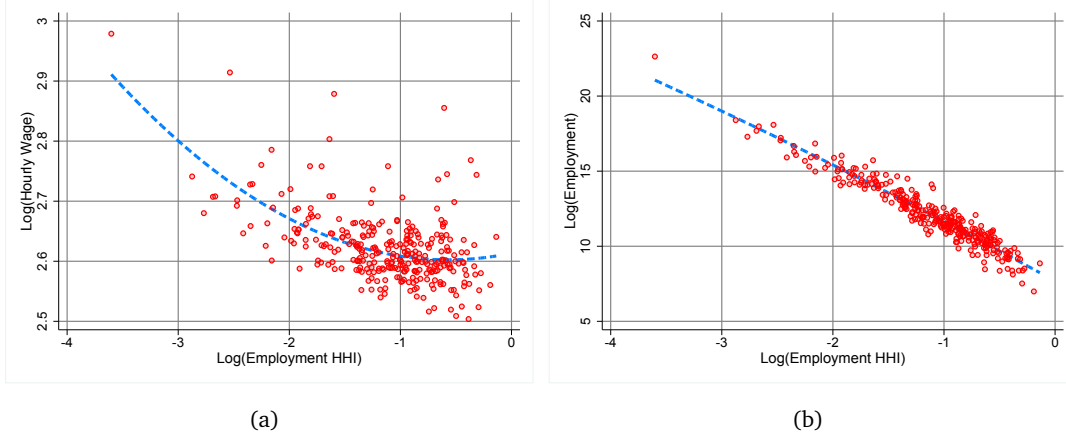 Log(Hourly Wage)
3
2.9
2.8
2.7
2.6
2.5
-4 -3 -2 -1 0
Log(Employment HHI)
(a)
Log(Employment)
25
20
15
10
5
-4 -3 -2 -1 0
Log(Employment HHI)
(b)